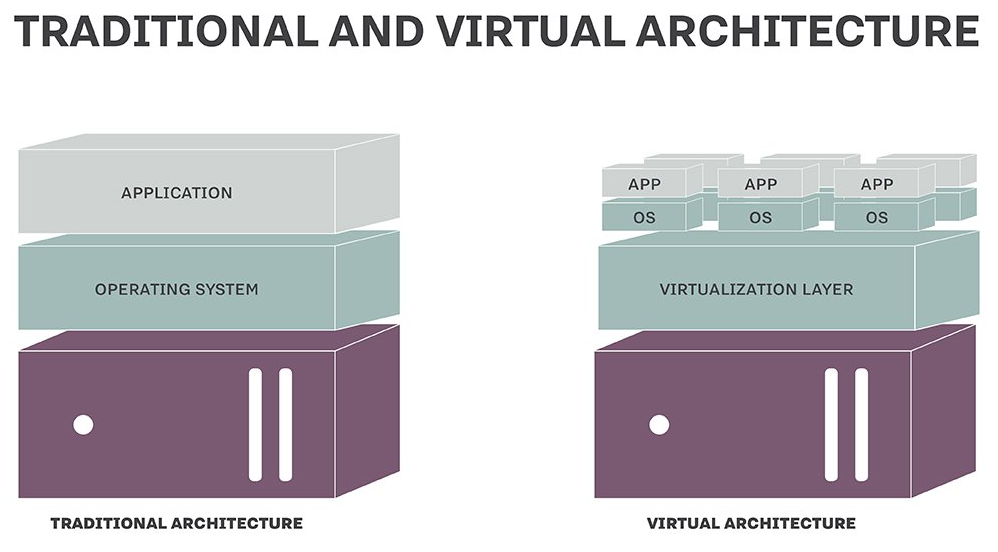 TRADITIONAL AND VIRTUAL ARCHITECTURE
APPLICATION
OPERATING SYSTEM
TRADITIONAL ARCHITECTURE
APP APP APP
OS OS OS
VIRTUALIZATION LAYER
VIRTUAL ARCHITECTURE